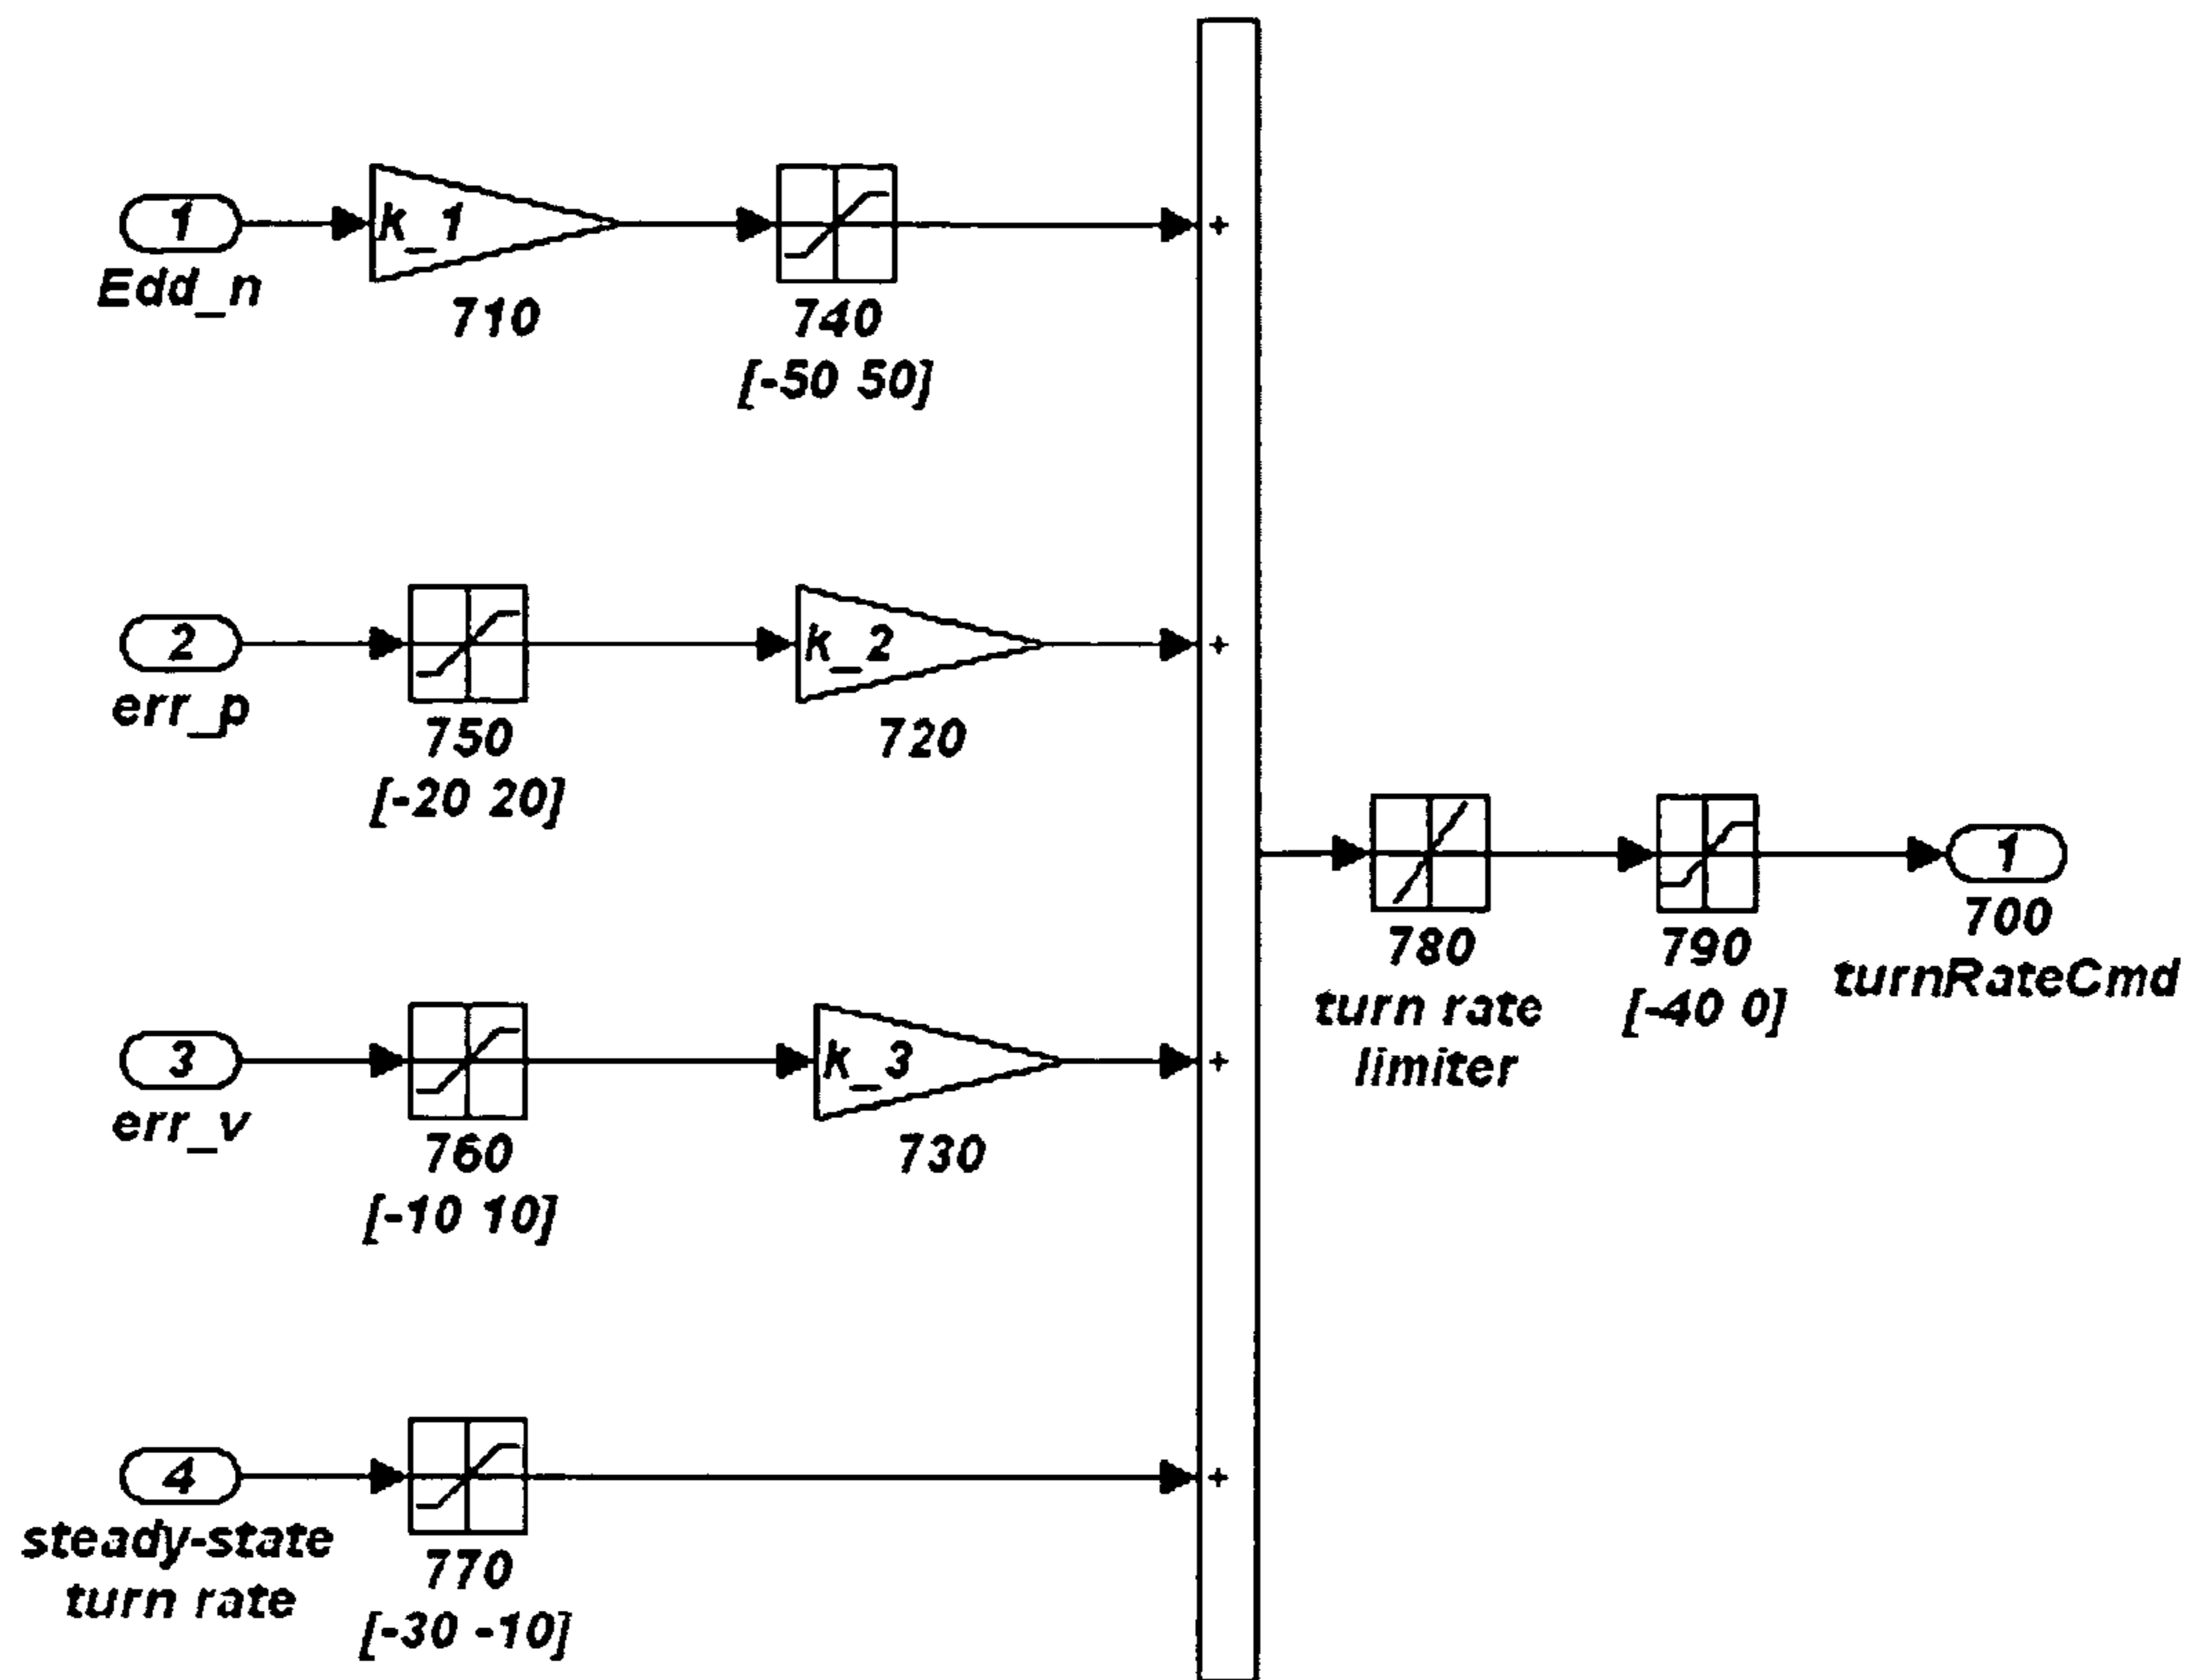 1
Edd_n
k_1
710
740
[-50 50]
+
2
err_p
750
[-20 20]
k_2
720
+
3
err_v
760
[-10 10]
k_3
730
+
4
steady-state
turn rate
770
[-30 -10]
+
780
turn rate
limiter
790
[-40 0]
1
700
turnRateCmd